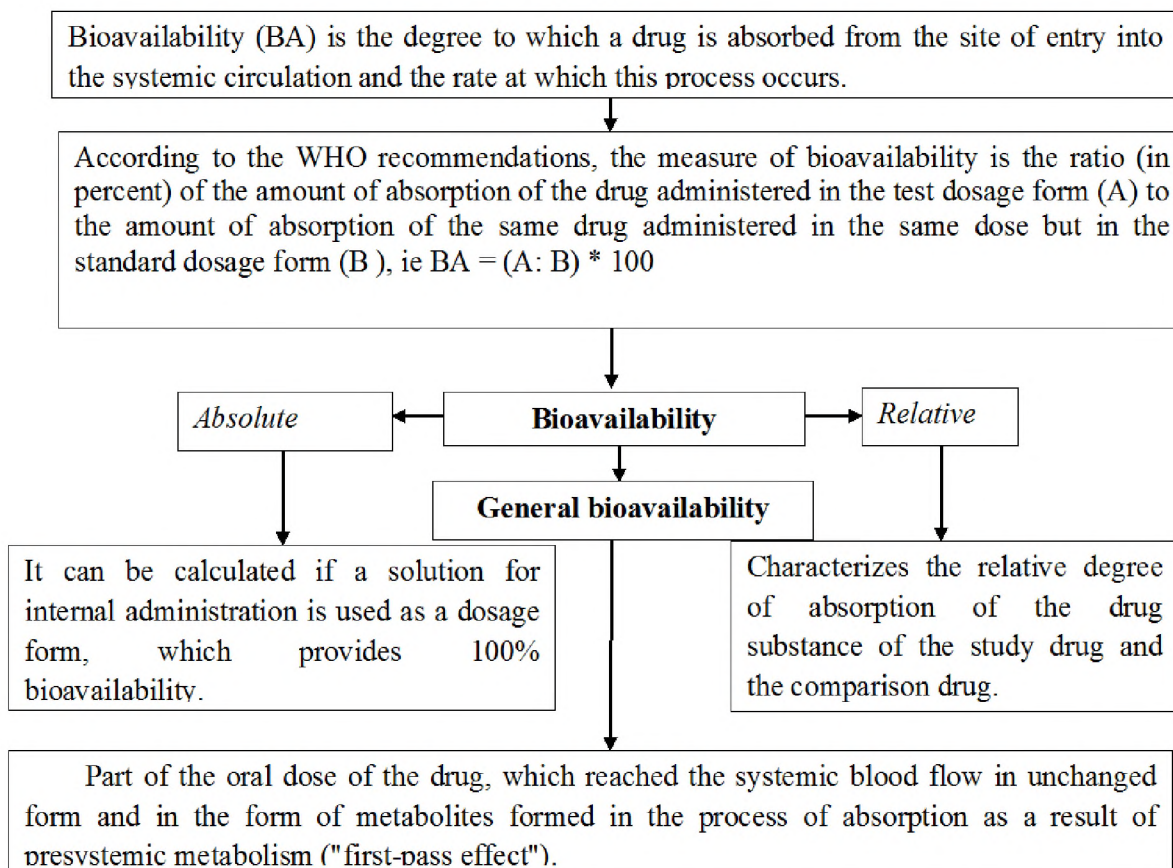 Bioavailability (BA) is the degree to which a drug is absorbed from the site of entry into
the systemic circulation and the rate at which this process occurs.
According to the WHO recommendations, the measure of bioavailability is the ratio (in
percent) of the amount of absorption of the drug administered in the test dosage form (A) to
the amount of absorption of the same drug administered in the same dose but in the
standard dosage form (B ), ie BA = (A: B) * 100
Absolute
Bioavailability
Relative
General bioavailability
It can be calculated if a solution for
internal administration is used as a dosage
form, which provides 100%
bioavailability.
Characterizes the relative degree
of absorption of the drug
substance of the study drug and
the comparison drug.
Part of the oral dose of the drug, which reached the systemic blood flow in unchanged
form and in the form of metabolites formed in the process of absorption as a result of
presystemic metabolism ("first-pass effect").